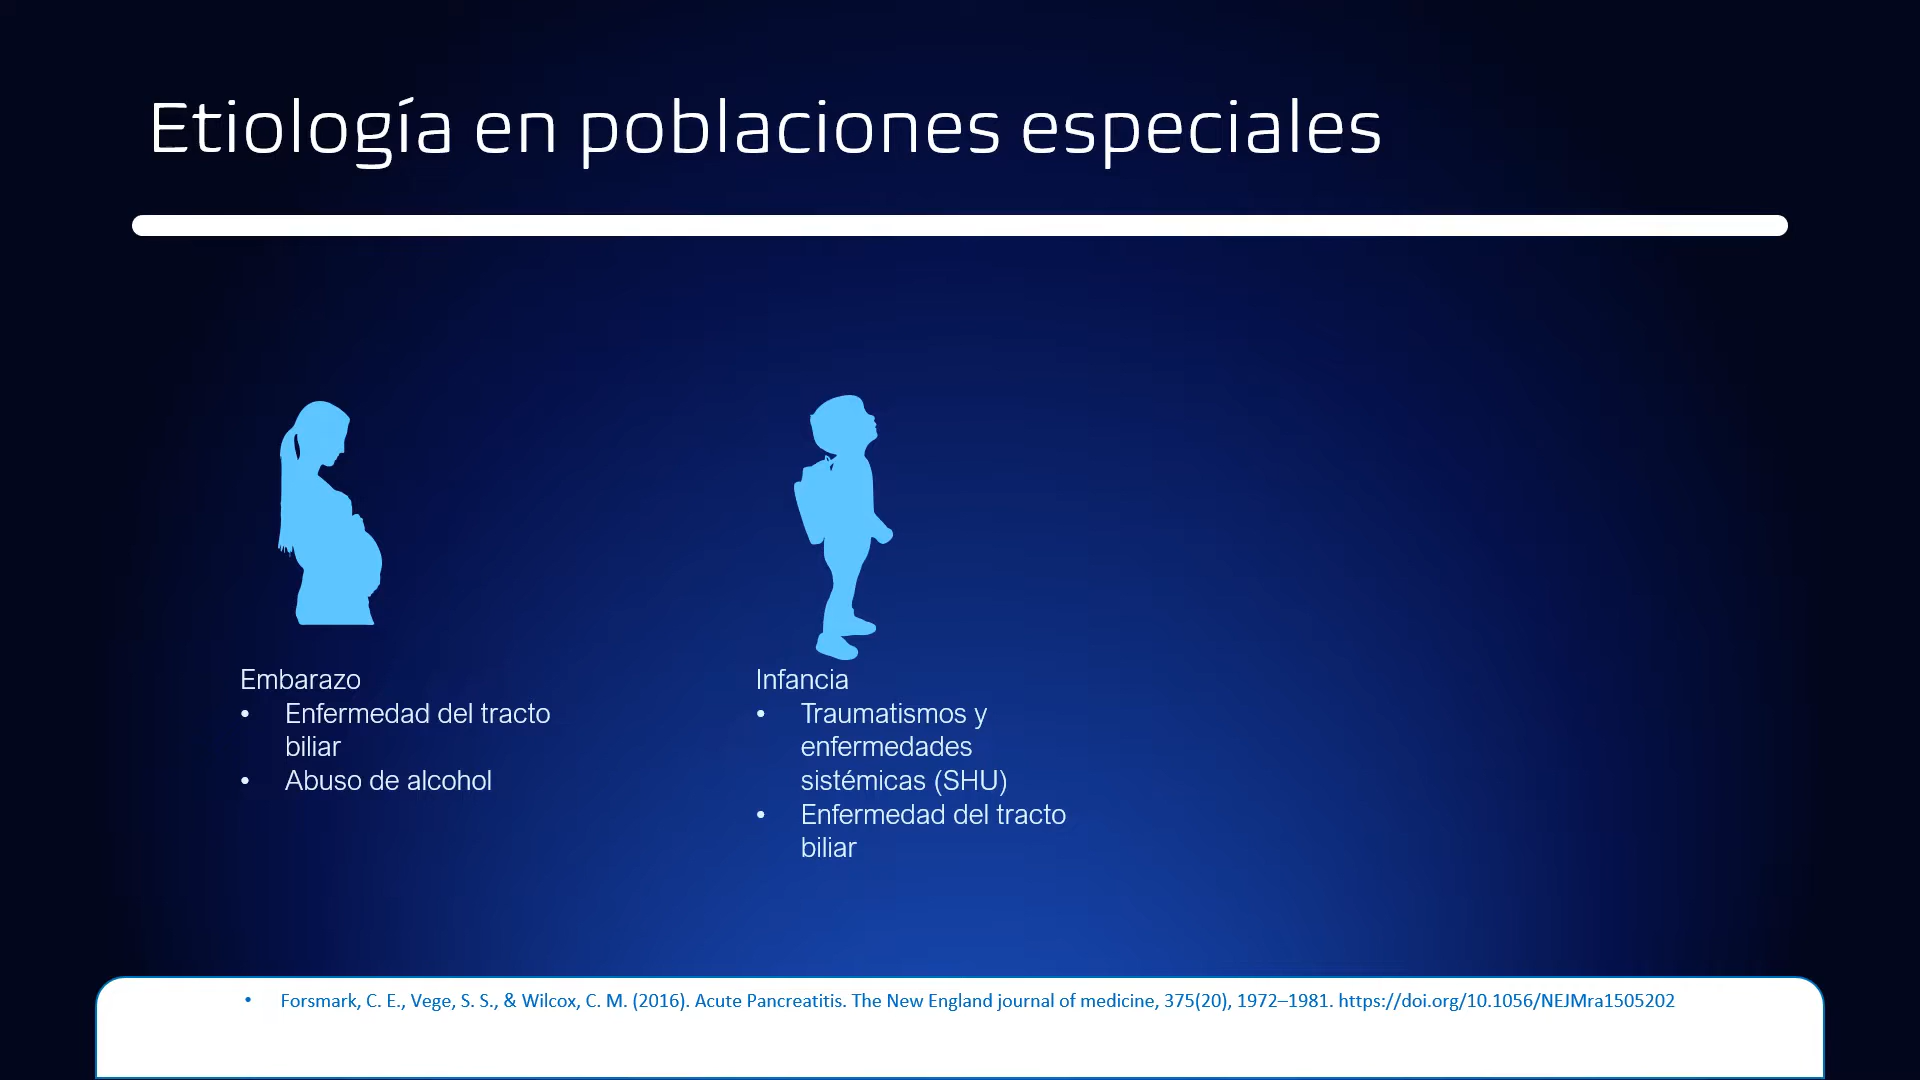 Etiología en poblaciones especiales
Embarazo
• Enfermedad del tracto
biliar
• Abuso de alcohol
Infancia
• Traumatismos y
enfermedades
sistémicas (SHU)
• Enfermedad del tracto
biliar
• Forsmark, C. E., Vege, S. S., & Wilcox, C. M. (2016). Acute Pancreatitis. The New England journal of medicine, 375(20), 1972–1981. https://doi.org/10.1056/NEJMra1505202